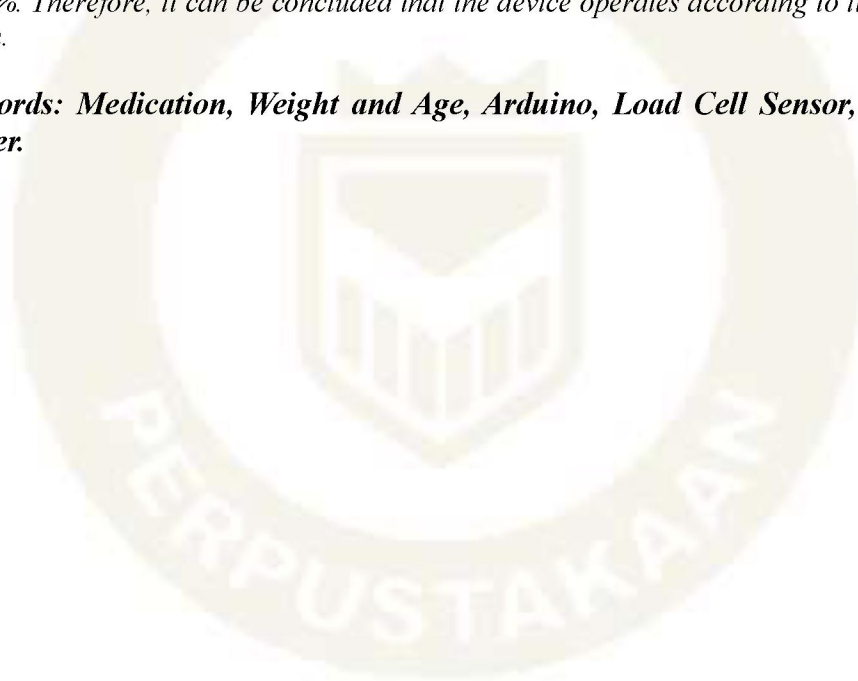 %. Therefore, it can be concluded that the device operates according to
.
ords: Medication, Weight and Age, Arduino, Load Cell Sensor,
er.
PERPUSTAKAAN